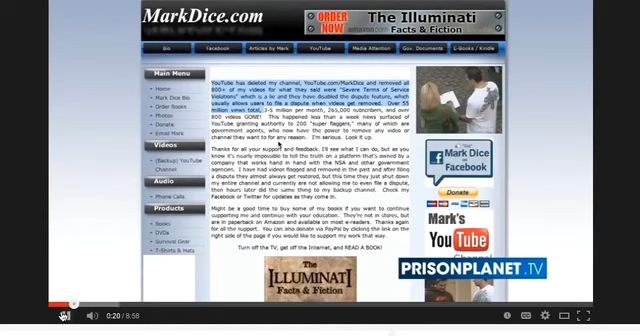 MarkDice.com
ORDER NOW
The Illuminati
Facts & Fiction
Bio
Facebook
Articles by Mark
YouTube
Media Attention
Gov. Documents
E-Books / Kindle
Main Menu
Home
Mark Dice Bio
Order Books
Photos
Donate
Email Mark
Videos
(Backup) YouTube
Channel
Audio
Phone Calls
Products
Books
DVDs
Survival Gear
T-Shirts & Mats
YouTube has deleted my channel, YouTube.com/MarkDice and removed all
800+ of my videos for what they said were "Severe Terms of Service
Violations" which is a lie and they have disabled the dispute feature, which
usually allows users to file a dispute when videos get removed. Over 55
million views total, 3-5 million per month, 265,000 subscribers, and over
800 videos GONE! This happened less than a week news surfaced of
YouTube granting authority to 200 "super flaggers," many of which are
government agents, who now have the power to remove any video or
channel they want to for any reason. I'm serious. Look it up.
Thanks for all your support and feedback. I'll see what I can do, but as you
know it's nearly impossible to tell the truth on a platform that's owned by a
company that works hand in hand with the NSA and other government
agencies. I have had videos flagged and removed in the past and after filing
a dispute they almost always get restored, but this time they just shut down
my entire channel and currently are not allowing me to even file a dispute,
then hours later did the same thing to my backup channel. Check my
Facebook or Twitter for updates as they come in.
Might be a good time to buy some of my books if you want to continue
supporting me and continue with your education. They're not in stores, but
are in paperback on Amazon and available on most e-readers. Thanks again
for all the support. You can also donate via PayPal by clicking the link on the
right side of the page if you would like to support my work that way.
Turn off the TV, get off the Internet, and READ A BOOK!
The
ILLUMINATI
Facts & Fiction
Mark Dice
on Facebook
Donate
Mark's
YouTube
Channel
PRISONPLANET.TV
0:20 / 8:58